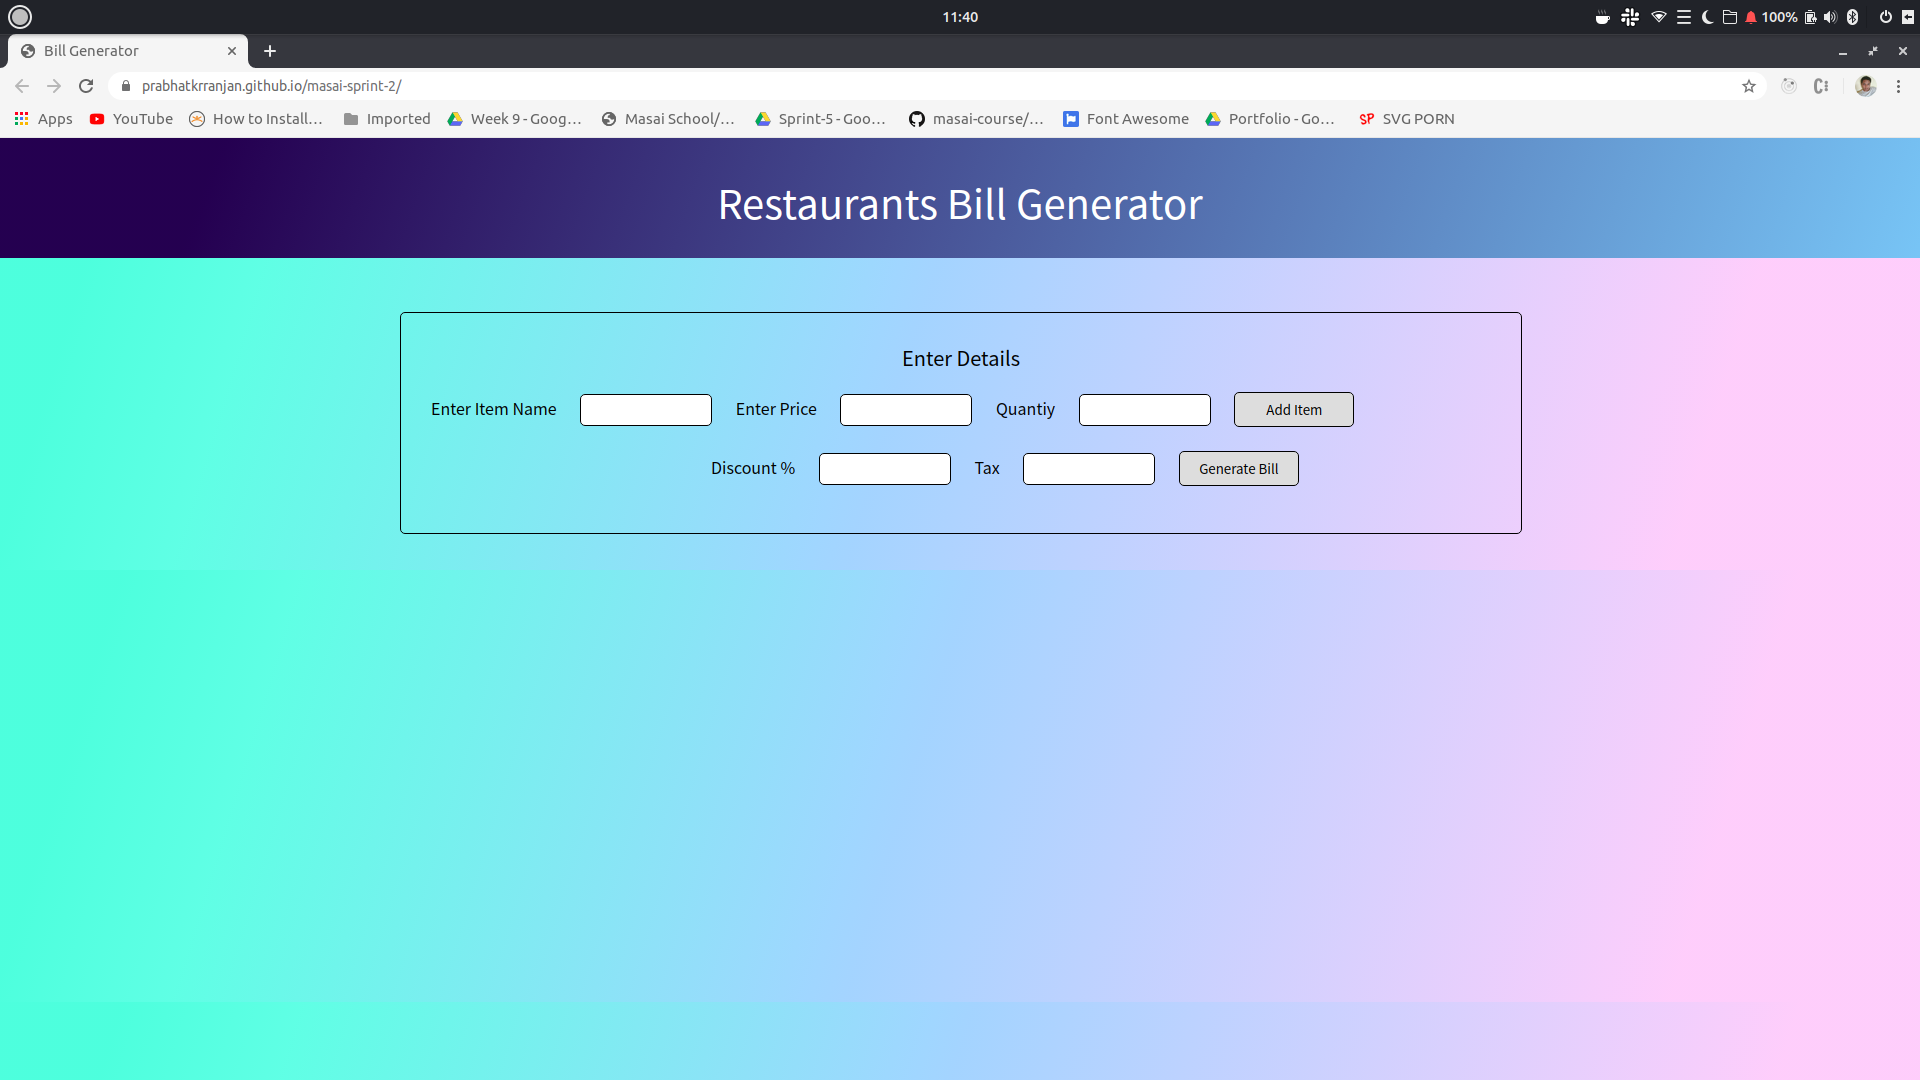 11:40
100%
Bill Generator
prabhatkrranjan.github.io/masai-sprint-2/
Apps YouTube How to Install... Imported Week 9 - Goog... Masai School/... Sprint-5 - Goo... masai-course/... Font Awesome Portfolio - Go... SP SVG PORN
Restaurants Bill Generator
Enter Details
Enter Item Name Enter Price Quantiy Add Item
Discount % Tax Generate Bill